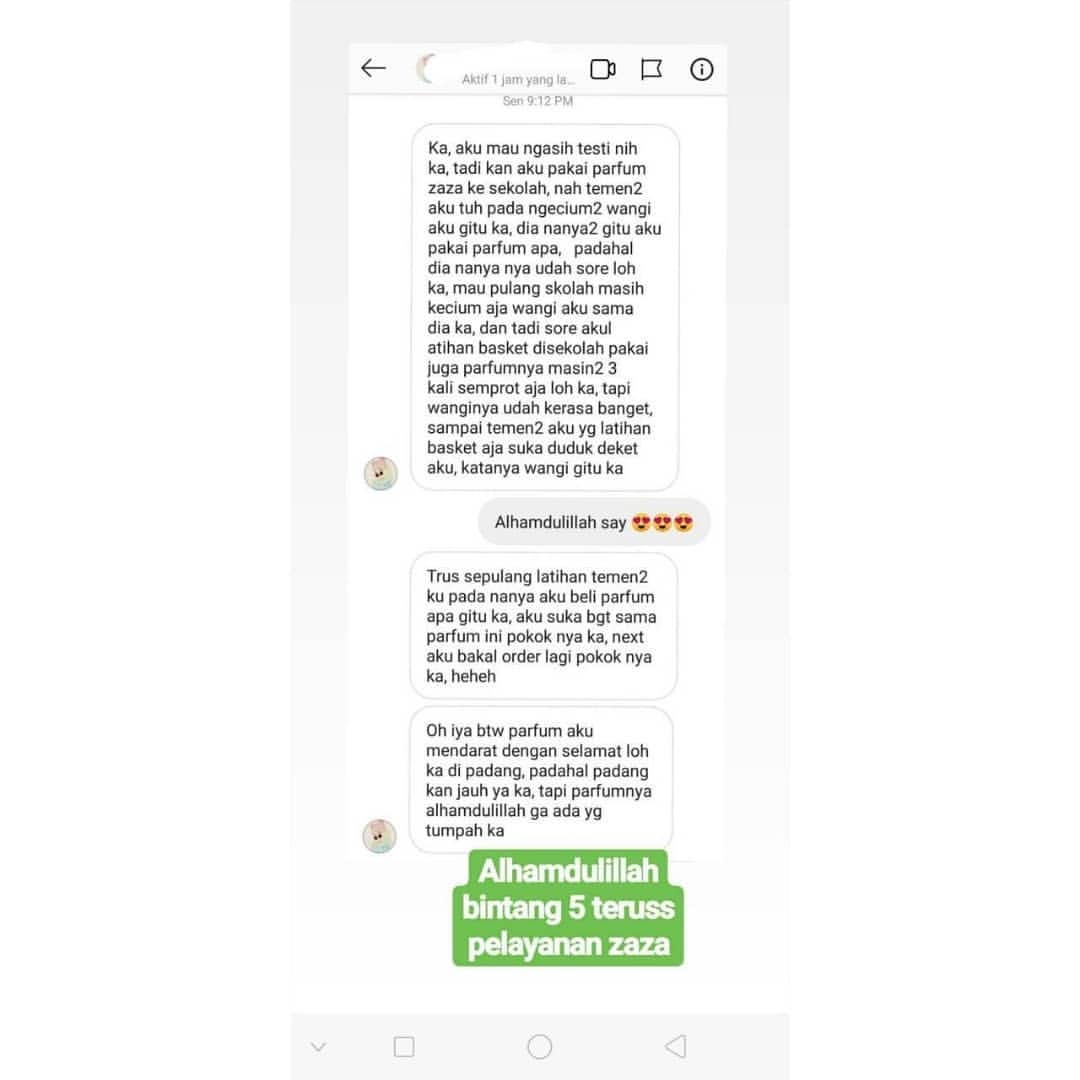 Aktif 1 jam yang la...
Sen 9:12 PM
Ka, aku mau ngasih testi nih
ka, tadi kan aku pakai parfum
zaza ke sekolah, nah temen2
aku tuh pada ngecium2 wangi
aku gitu ka, dia nanya2 gitu aku
pakai parfum apa, padahal
dia nanya nya udah sore loh
ka, mau pulang skolah masih
kecium aja wangi aku sama
dia ka, dan tadi sore akul
atihan basket disekolah pakai
juga parfumnya masin2 3
kali semprot aja loh ka, tapi
wanginya udah kerasa banget,
sampai temen2 aku yg latihan
basket aja suka duduk deket
aku, katanya wangi gitu ka
Alhamdulillah say 😍😍😍
Trus sepulang latihan temen2
ku pada nanya aku beli parfum
apa gitu ka, aku suka bgt sama
parfum ini pokok nya ka, next
aku bakal order lagi pokok nya
ka, heheh
Oh iya btw parfum aku
mendarat dengan selamat loh
ka di padang, padahal padang
kan jauh ya ka, tapi parfumnya
alhamdulillah ga ada yg
tumpah ka
Alhamdulillah
bintang 5 teruss
pelayanan zaza